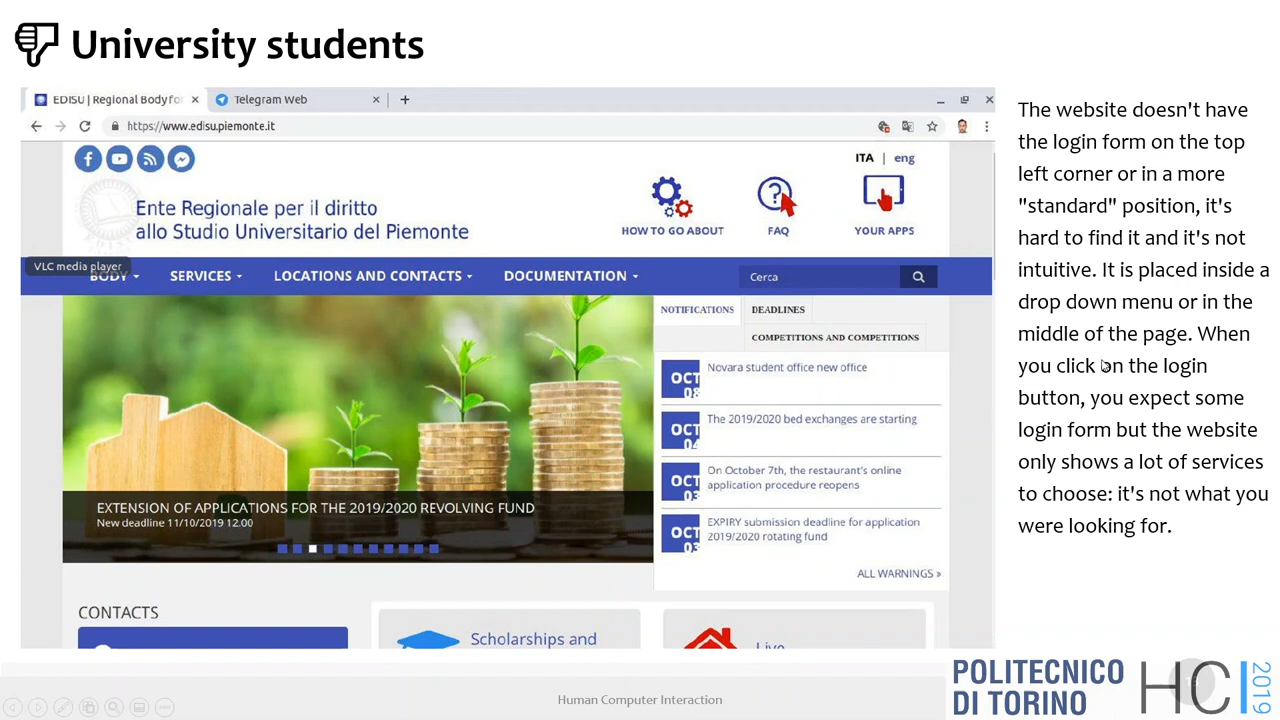 University students
EDISU | Regional Body for
Telegram Web
https://www.edisu.piemonte.it
ITA | eng
Ente Regionale per il diritto
allo Studio Universitario del Piemonte
HOW TO GO ABOUT
FAQ
YOUR APPS
VLC media player
BODY
SERVICES
LOCATIONS AND CONTACTS
DOCUMENTATION
Cerca
NOTIFICATIONS
DEADLINES
COMPETITIONS AND COMPETITIONS
OCT
08
Novara student office new office
OCT
04
The 2019/2020 bed exchanges are starting
OCT
03
On October 7th, the restaurant's online
application procedure reopens
OCT
03
EXPIRY submission deadline for application
2019/2020 rotating fund
ALL WARNINGS »
EXTENSION OF APPLICATIONS FOR THE 2019/2020 REVOLVING FUND
New deadline 11/10/2019 12.00
CONTACTS
Scholarships and
Live
The website doesn't have
the login form on the top
left corner or in a more
"standard" position, it's
hard to find it and it's not
intuitive. It is placed inside a
drop down menu or in the
middle of the page. When
you click on the login
button, you expect some
login form but the website
only shows a lot of services
to choose: it's not what you
were looking for.
Human Computer Interaction
POLITECNICO
DI TORINO
HCI
2019